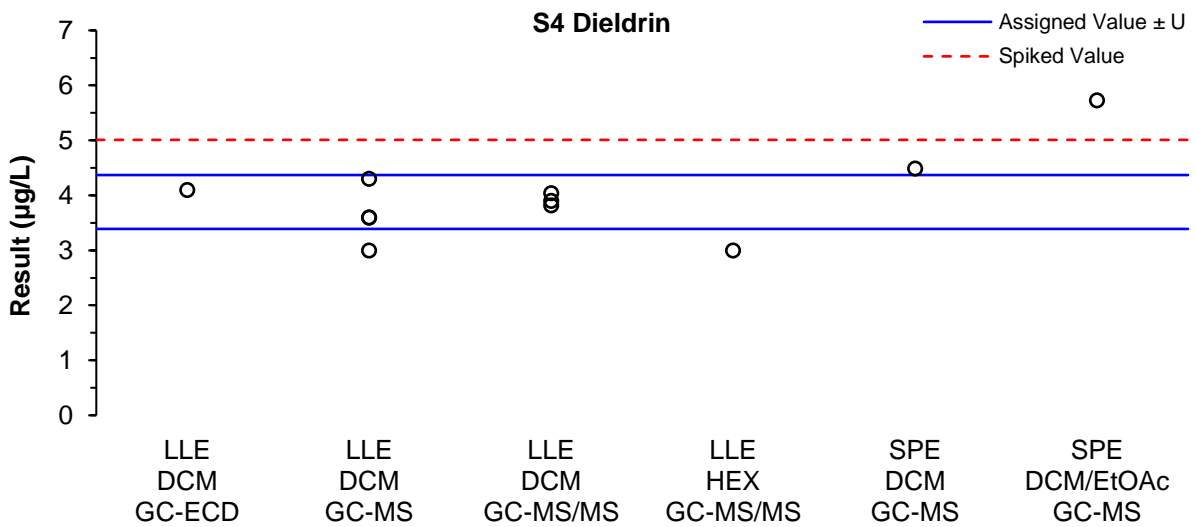 S4 Dieldrin
Assigned Value ± U
Spiked Value
Result (µg/L)
7
6
5
4
3
2
1
0
LLE
DCM
GC-ECD
LLE
DCM
GC-MS
LLE
DCM
GC-MS/MS
LLE
HEX
GC-MS/MS
SPE
DCM
GC-MS
SPE
DCM/EtOAc
GC-MS